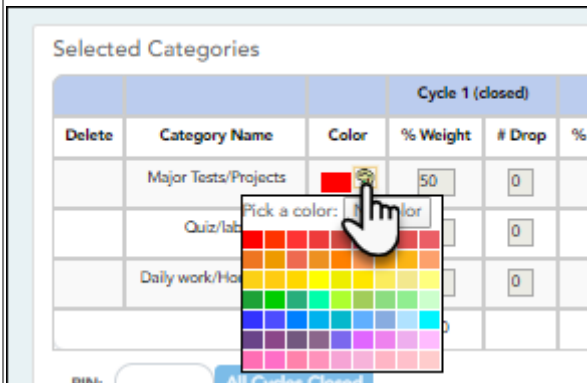 Selected Categories
Cycle 1 (closed)
Delete Category Name Color % Weight # Drop %
Major Tests/Projects 50 0
Pick a color:
Quiz/lab 0
Daily work/Ho 0
PIN: All Cycles Closed